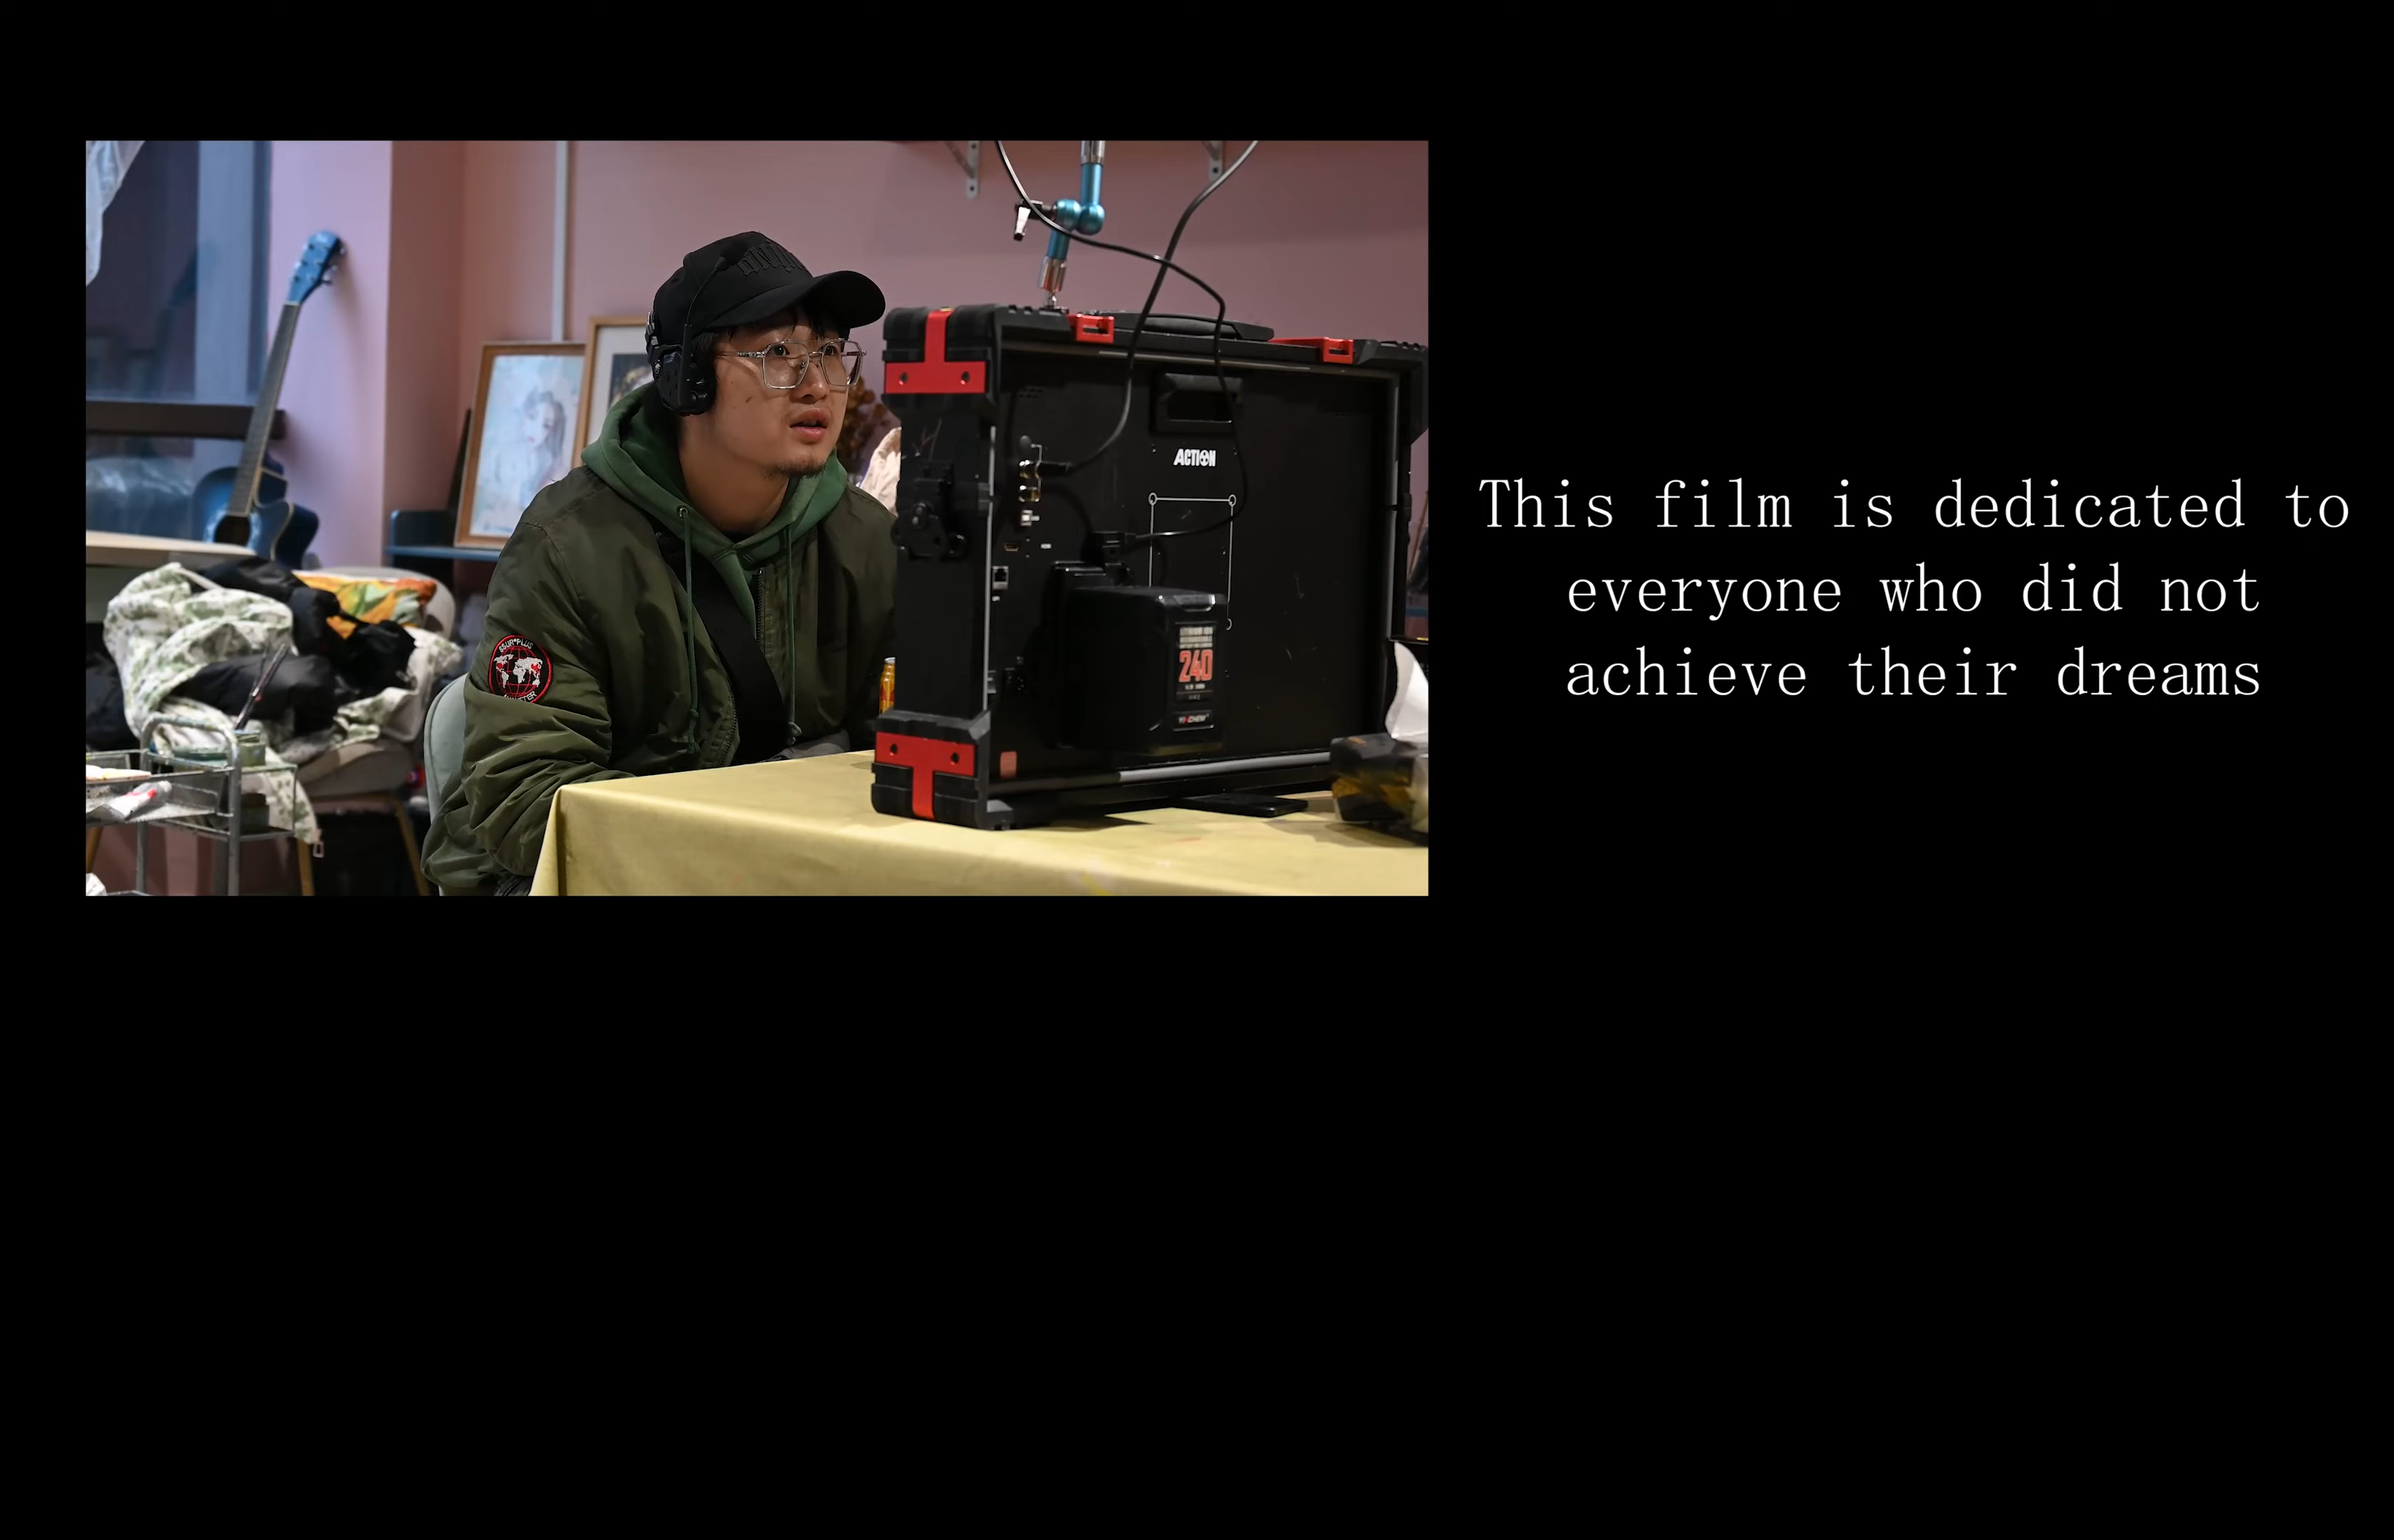 This film is dedicated to
everyone who did not
achieve their dreams
ACTION
240